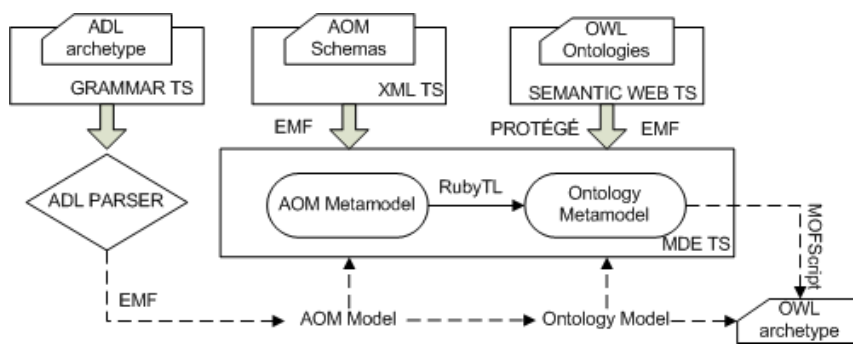 ADL
archetype
GRAMMAR TS
AOM
Schemas
XML TS
OWL
Ontologies
SEMANTIC WEB TS
EMF
PROTÉGÉ
EMF
ADL PARSER
AOM Metamodel
RubyTL
Ontology
Metamodel
MDE TS
MOFScript
EMF
AOM Model
Ontology Model
OWL
archetype